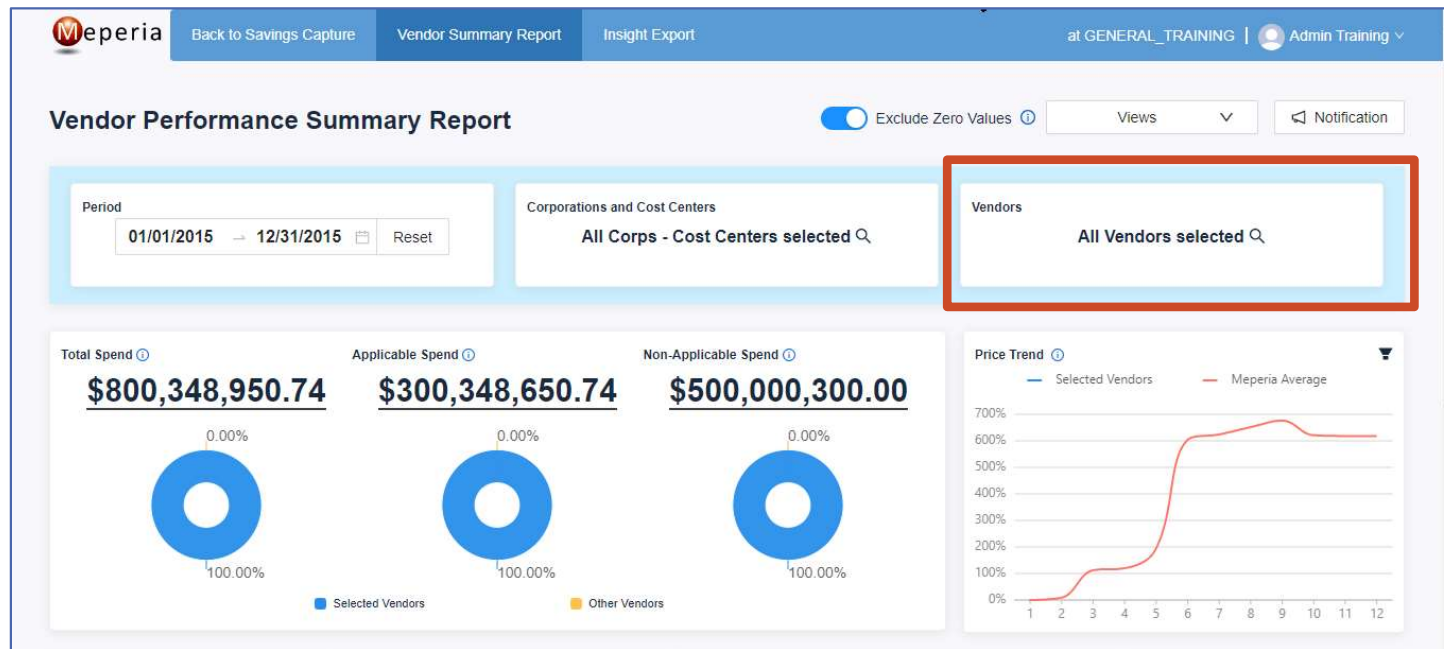 Meperia Back to Savings Capture Vendor Summary Report Insight Export at GENERAL_TRAINING | Admin Training
Vendor Performance Summary Report Exclude Zero Values Views Notification
Period
01/01/2015 → 12/31/2015 Reset
Corporations and Cost Centers
All Corps - Cost Centers selected
Vendors
All Vendors selected
Total Spend
$800,348,950.74
0.00%
100.00%
Applicable Spend
$300,348,650.74
0.00%
100.00%
Non-Applicable Spend
$500,000,300.00
0.00%
100.00%
Selected Vendors Other Vendors
Price Trend
Selected Vendors Meperia Average
700%
600%
500%
400%
300%
200%
100%
0%
1 2 3 4 5 6 7 8 9 10 11 12